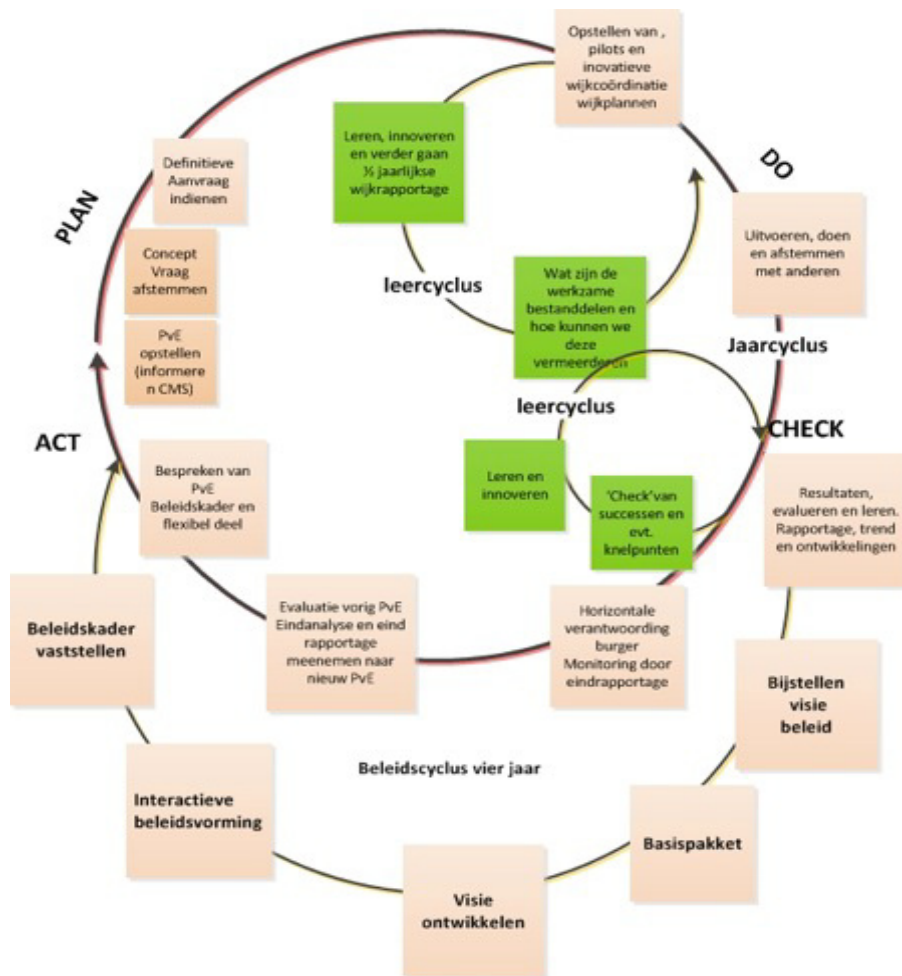 Opstellen van ,
pilots en
inovatieve
wijkcoördinatie
wijkplannen
DO
Leren, innoveren
en verder gaan
½ jaarlijkse
wijkrapportage
PLAN
Definitieve
Aanvraag
indienen
Concept
Vraag
afstemmen
PvE
opstellen
(informere
n CMS)
leercyclus
Wat zijn de
werkzame
bestanddelen en
hoe kunnen we
deze
vermeerderen
Uitvoeren, doen
en afstemmen
met anderen
Jaarcyclus
leercyclus
CHECK
ACT
Bespreken van
PvE
Beleidskader en
flexibel deel
Leren en
innoveren
'Check'van
successen en
evt.
knelpunten
Resultaten,
evalueren en leren.
Rapportage, trend
en ontwikkelingen
Beleidskader
vaststellen
Evaluatie vorig PvE
Eindanalyse en eind
rapportage
meenemen naar
nieuw PvE
Horizontale
verantwoording
burger
Monitoring door
eindrapportage
Bijstellen
visie
beleid
Beleidscyclus vier jaar
Interactieve
beleidsvorming
Basispakket
Visie
ontwikkelen